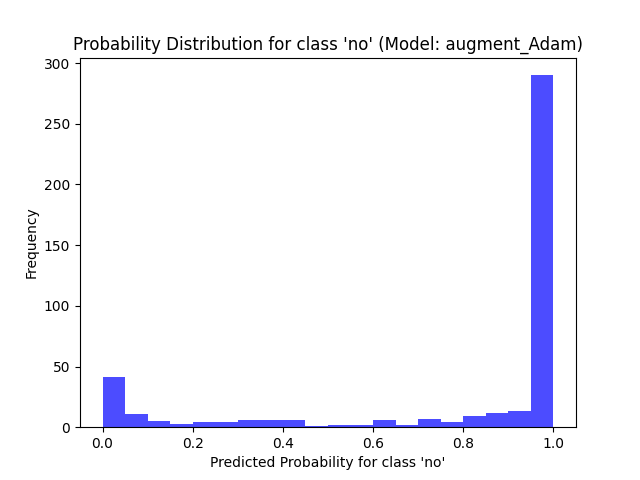 Probability Distribution for class 'no' (Model: augment_Adam)
300
250
200
150
100
50
0
Frequency
0.0 0.2 0.4 0.6 0.8 1.0
Predicted Probability for class 'no'